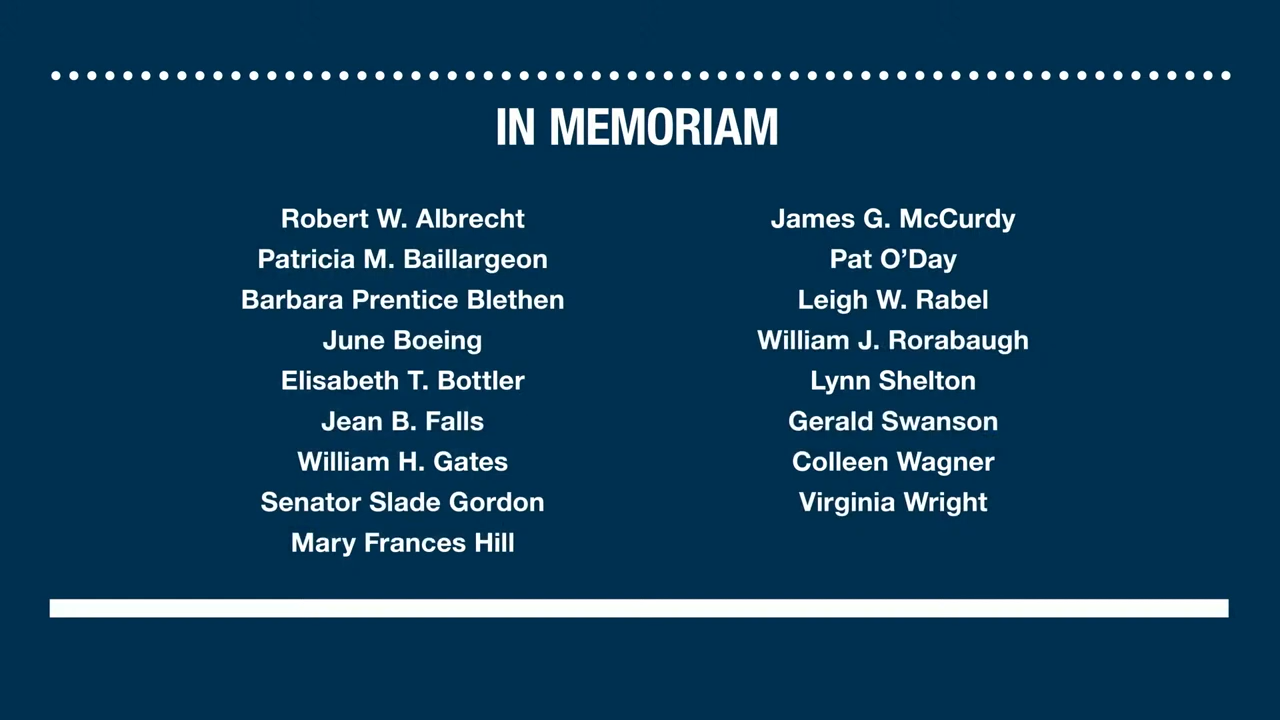 IN MEMORIAM
Robert W. Albrecht
Patricia M. Baillargeon
Barbara Prentice Blethen
June Boeing
Elisabeth T. Bottler
Jean B. Falls
William H. Gates
Senator Slade Gordon
Mary Frances Hill
James G. McCurdy
Pat O’Day
Leigh W. Rabel
William J. Rorabaugh
Lynn Shelton
Gerald Swanson
Colleen Wagner
Virginia Wright